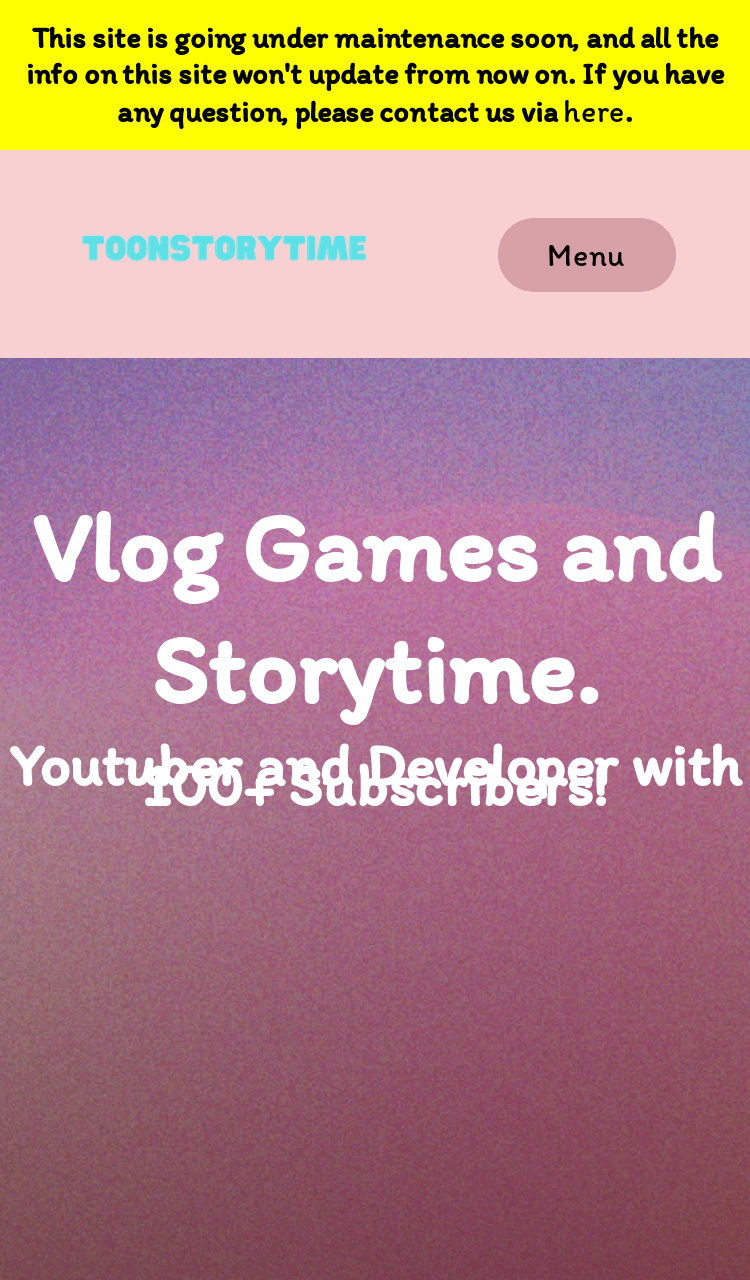 This site is going under maintenance soon, and all the
info on this site won't update from now on. If you have
any question, please contact us via here.
TOONSTORYTIME
Menu
Vlog Games and
Storytime.
Youtuber and Developer with
100+ Subscribers!